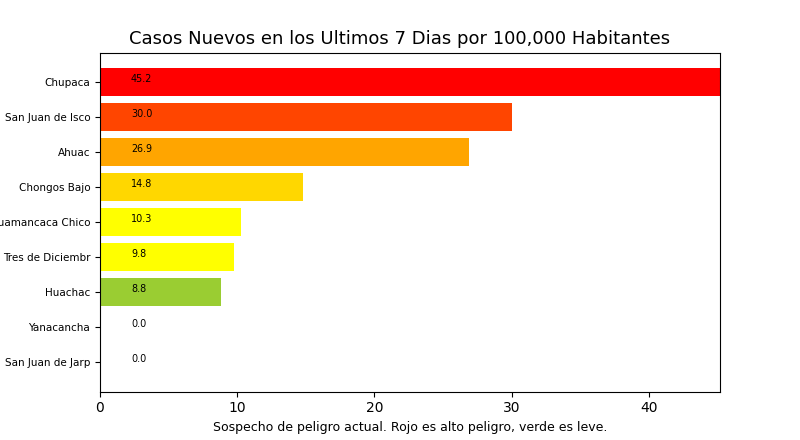 Casos Nuevos en los Ultimos 7 Dias por 100,000 Habitantes
Chupaca 45.2
San Juan de Isco 30.0
Ahuac 26.9
Chongos Bajo 14.8
uamancaca Chico 10.3
Tres de Diciembr 9.8
Huachac 8.8
Yanacancha 0.0
San Juan de Jarp 0.0
0 10 20 30 40
Sospecho de peligro actual. Rojo es alto peligro, verde es leve.